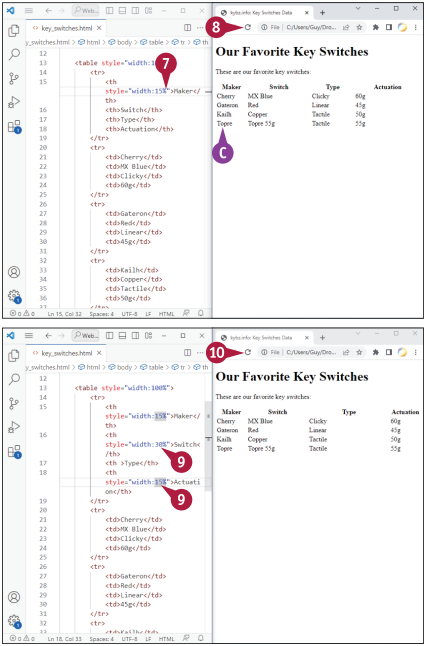 key_switches.html
Web...
y_switches.html > html > body > table > tr > th
12
13 <table style="width:1
14 <tr>
15 <th
style="width:15%">Maker</
th>
16 <th>Switch</th>
17 <th>Type</th>
18 <th>Actuation</th>
19 </tr>
20 <tr>
21 <td>Cherry</td>
22 <td>MX Blue</td>
23 <td>Clicky</td>
24 <td>60g</td>
25 </tr>
26 <tr>
27 <td>Gateron</td>
28 <td>Red</td>
29 <td>Linear</td>
30 <td>45g</td>
31 </tr>
32 <tr>
33 <td>Kailh</td>
34 <td>Copper</td>
35 <td>Tactile</td>
36 <td>50g</td>
37 </tr>
0 0 Ln 15, Col 32 Spaces: 4 UTF-8 LF HTML
7
kybs.info: Key Switches Data
8
File C:/Users/Guy/Dro...
Our Favorite Key Switches
These are our favorite key switches:
Maker Switch Type Actuation
Cherry MX Blue Clicky 60g
Gateron Red Linear 45g
Kailh Copper Tactile 50g
Topre Topre 55g Tactile 55g
C
key_switches.html
Web...
y_switches.html > html > body > table > tr > th
12
13 <table style="width:100%">
14 <tr>
15 <th
style="width:15%">Maker</
th>
16 <th
style="width:30%">Switch<
/th>
17 <th >Type</th>
18 <th
style="width:15%">Actuati
on</th>
19 </tr>
20 <tr>
21 <td>Cherry</td>
22 <td>MX Blue</td>
23 <td>Clicky</td>
24 <td>60g</td>
25 </tr>
26 <tr>
27 <td>Gateron</td>
28 <td>Red</td>
29 <td>Linear</td>
30 <td>45g</td>
31 </tr>
32 <tr>
33 <td>Kailh</td>
0 0 Ln 18, Col 33 Spaces: 4 UTF-8 LF HTML
9
9
kybs.info: Key Switches Data
10
File C:/Users/Guy/Dro...
Our Favorite Key Switches
These are our favorite key switches:
Maker Switch Type Actuation
Cherry MX Blue Clicky 60g
Gateron Red Linear 45g
Kailh Copper Tactile 50g
Topre Topre 55g Tactile 55g